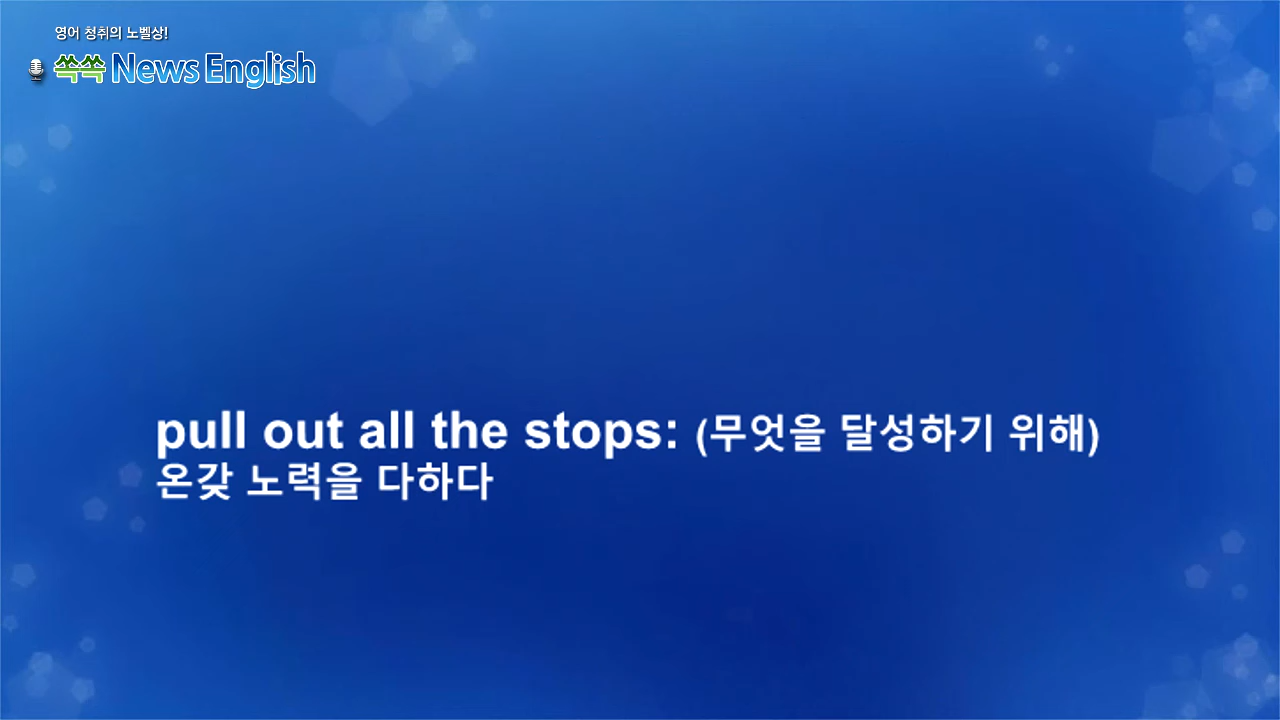 영어 청취의 노벨상!
쏙쏙 News English
pull out all the stops: (무엇을 달성하기 위해)
온갖 노력을 다하다